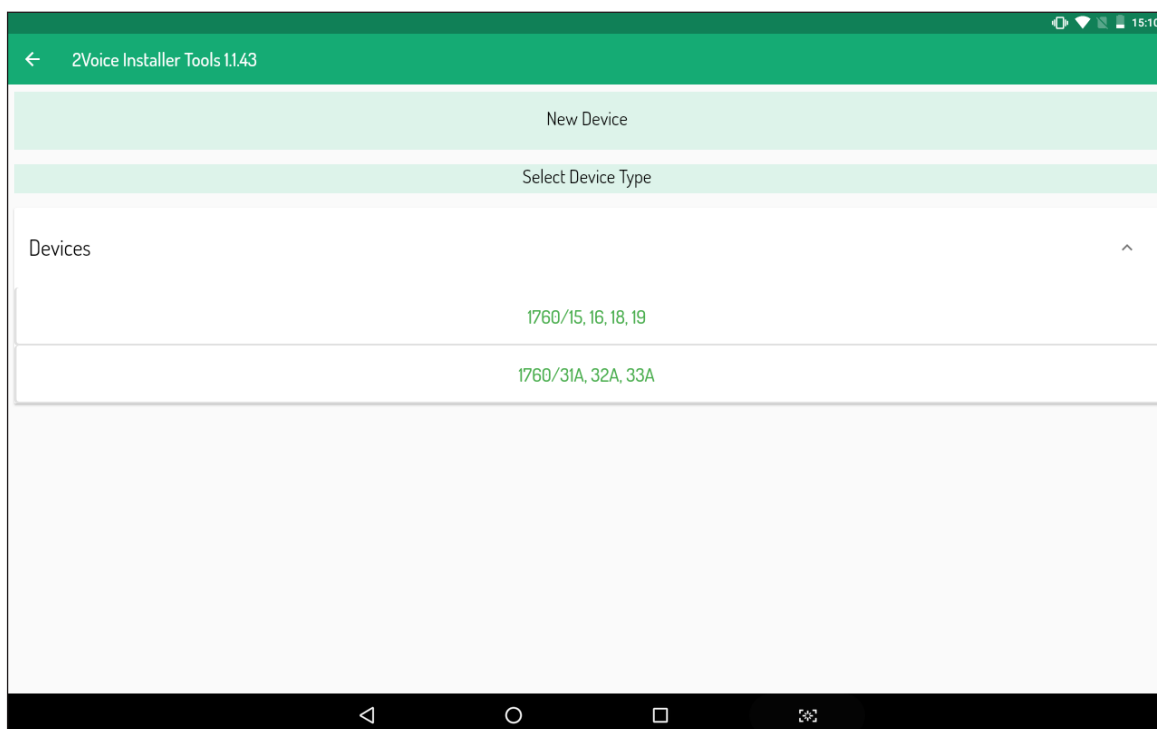 15:10
2Voice Installer Tools 1.1.43
New Device
Select Device Type
Devices
1760/15, 16, 18, 19
1760/31A, 32A, 33A